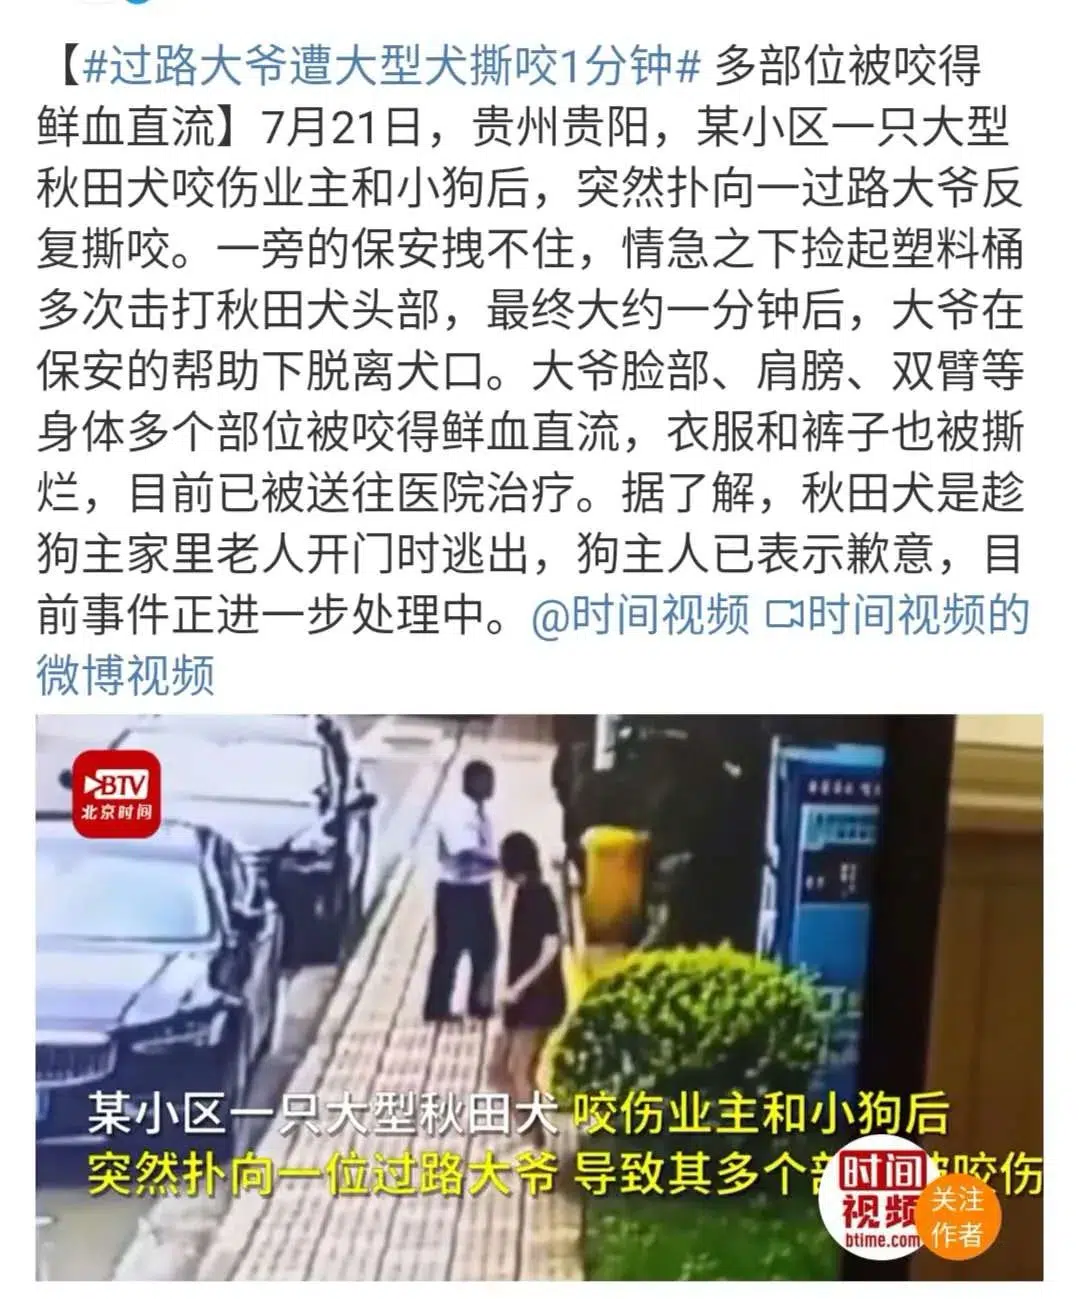 【#过路大爷遭大型犬撕咬1分钟# 多部位被咬得
鲜血直流】7月21日，贵州贵阳，某小区一只大型
秋田犬咬伤业主和小狗后，突然扑向一过路大爷反
复撕咬。一旁的保安拽不住，情急之下捡起塑料桶
多次击打秋田犬头部，最终大约一分钟后，大爷在
保安的帮助下脱离犬口。大爷脸部、肩膀、双臂等
身体多个部位被咬得鲜血直流，衣服和裤子也被撕
烂，目前已被送往医院治疗。据了解，秋田犬是趁
狗主家里老人开门时逃出，狗主人已表示歉意，目
前事件正进一步处理中。@时间视频 时间视频的
微博视频
BTV
北京时间
某小区一只大型秋田犬 咬伤业主和小狗后
突然扑向一位过路大爷 导致其多个部 被咬伤
时间
视频
btime.com
关注
作者